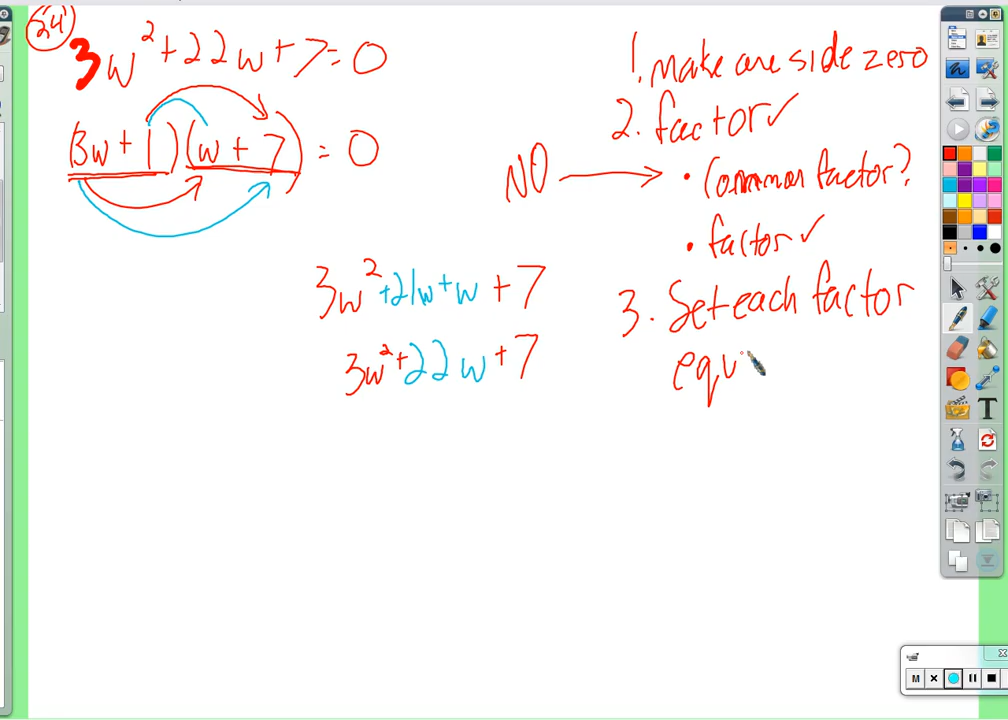 24
3w² + 22w + 7 = 0
(3w + 1)(w + 7) = 0
3w² + 21w + w + 7
3w² + 22w + 7
1. make one side zero
2. factor ✓
NO → • Common factor?
• factor ✓
3. Set each factor
equ
T
M